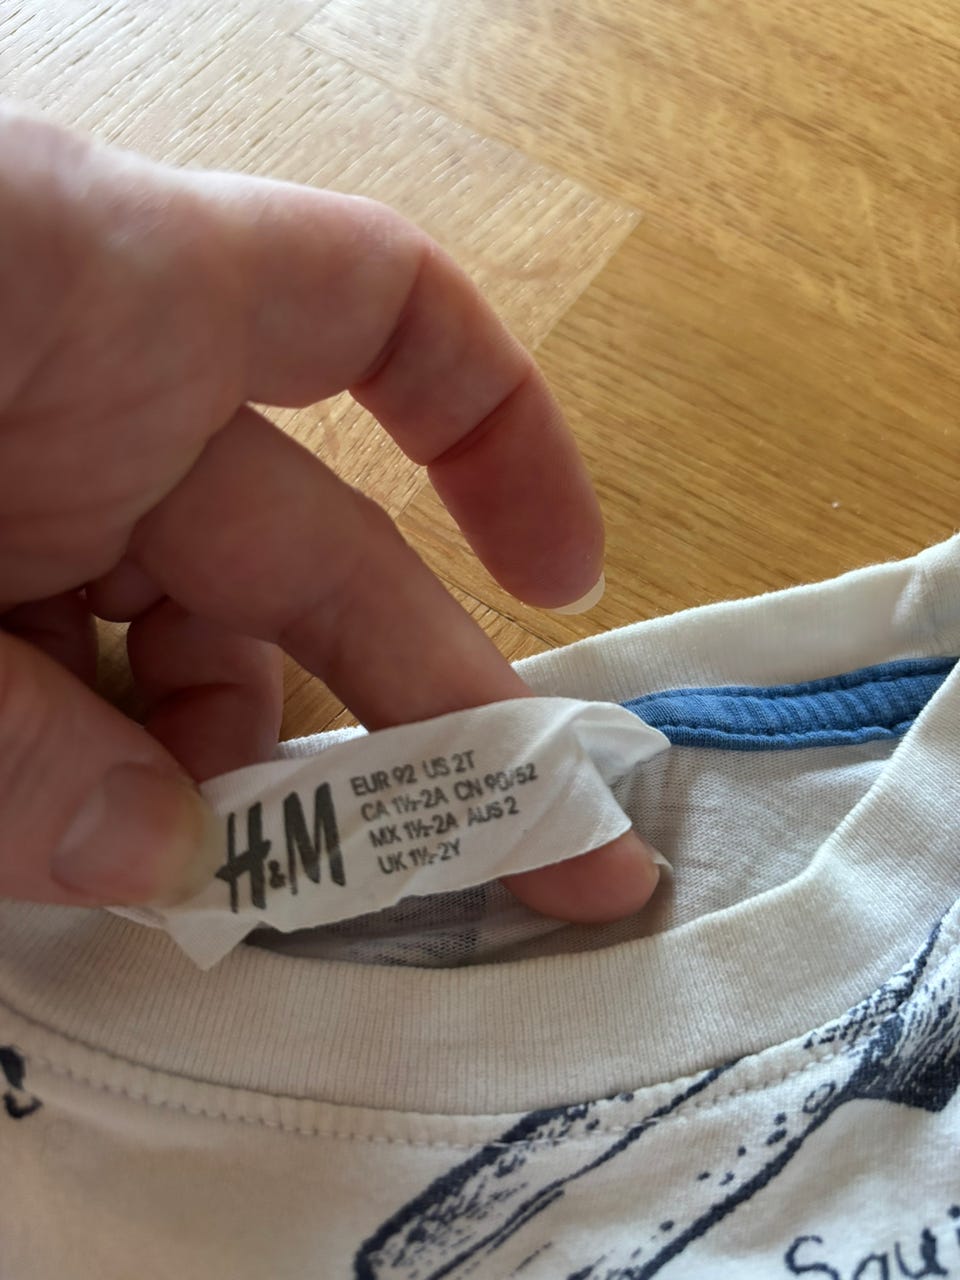 H&M
EUR 92 US 2T
CA 1½-2A CN 90/52
MX 1½-2A AUS 2
UK 1½-2Y